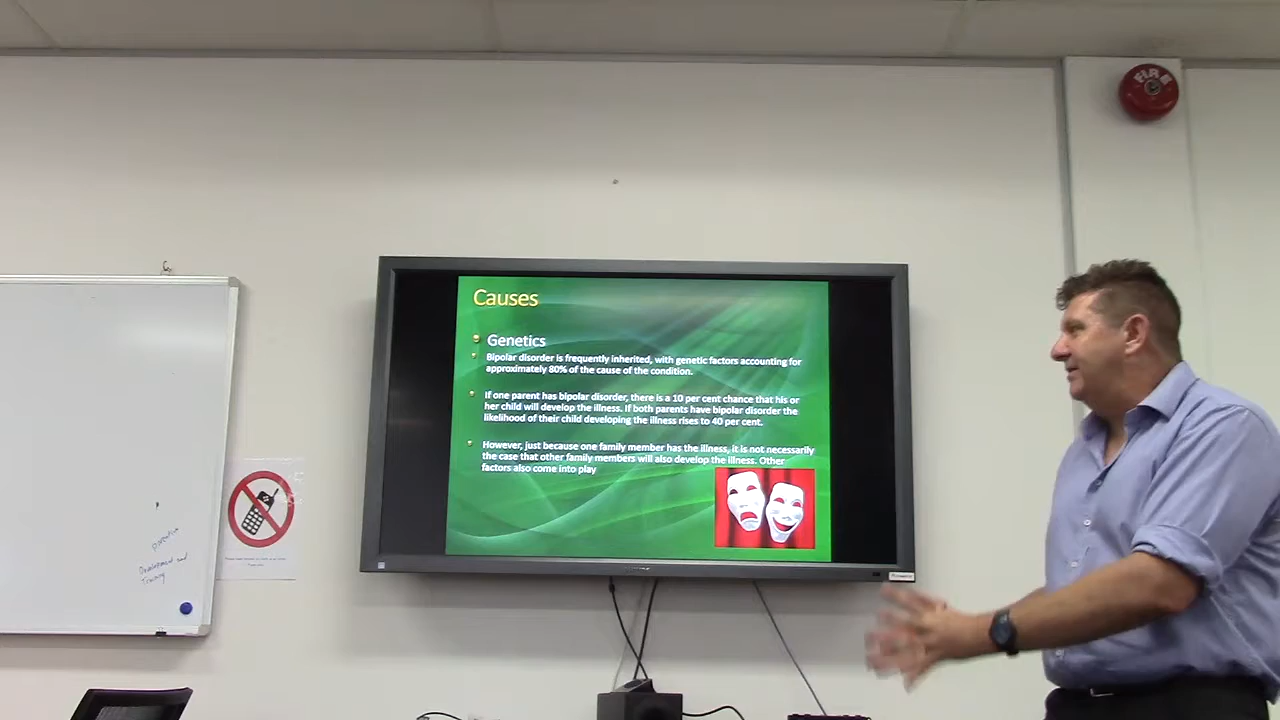 FIRE
Causes
Genetics
Bipolar disorder is frequently inherited, with genetic factors accounting for
approximately 80% of the cause of the condition.
If one parent has bipolar disorder, there is a 10 per cent chance that his or
her child will develop the illness. If both parents have bipolar disorder the
likelihood of their child developing the illness rises to 40 per cent.
However, just because one family member has the illness, it is not necessarily
the case that other family members will also develop the illness. Other
factors also come into play
Development and
Training